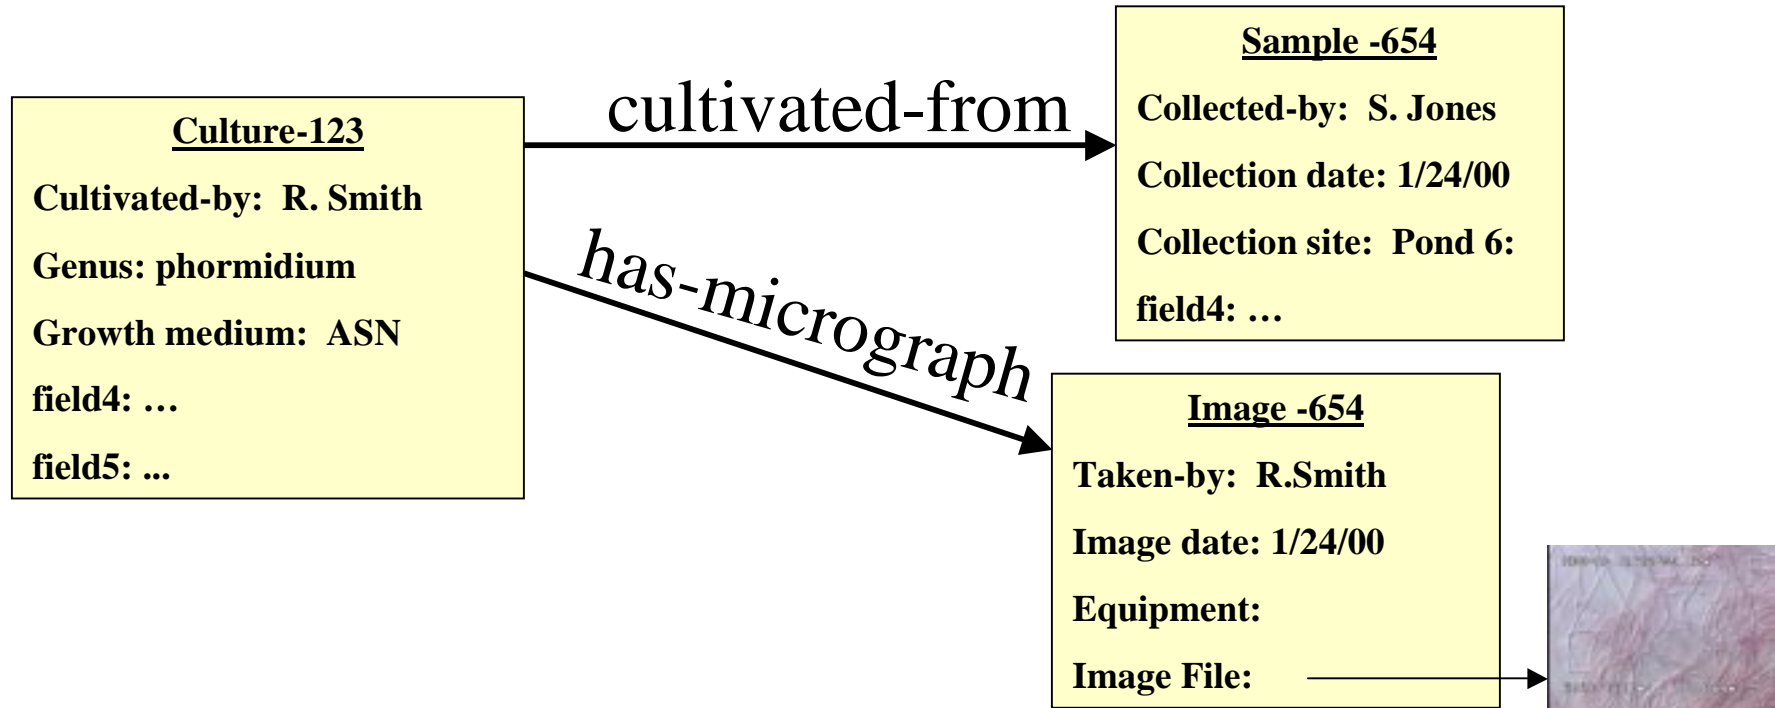 Culture-123
Cultivated-by: R. Smith
Genus: phormidium
Growth medium: ASN
field4: …
field5: ...
cultivated-from
has-micrograph
Sample -654
Collected-by: S. Jones
Collection date: 1/24/00
Collection site: Pond 6:
field4: …
Image -654
Taken-by: R.Smith
Image date: 1/24/00
Equipment:
Image File: